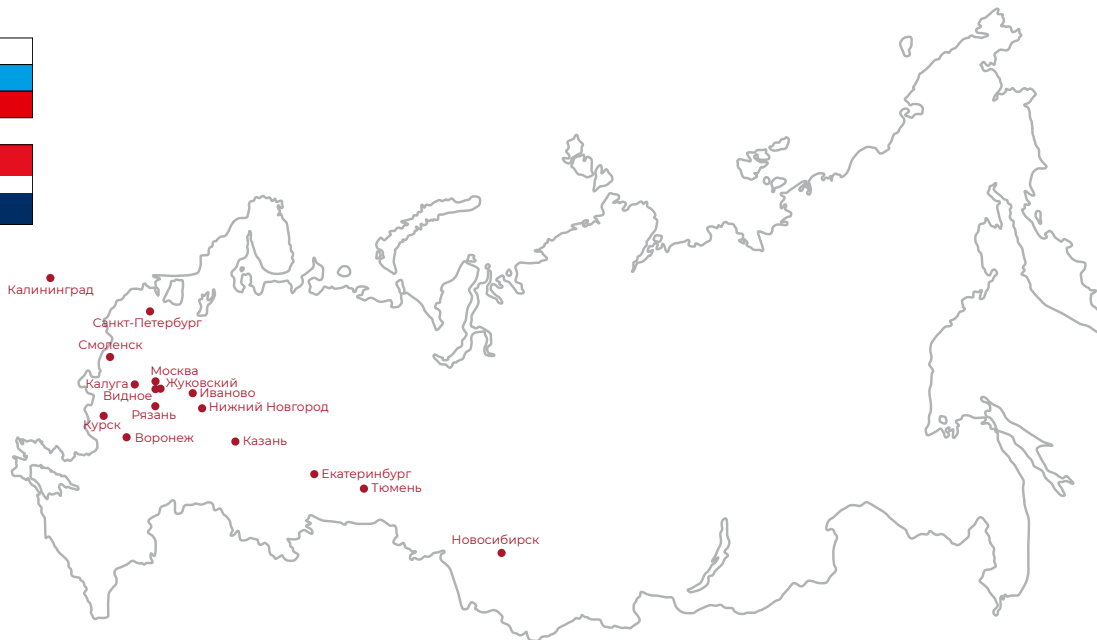 Калининград
Санкт-Петербург
Смоленск
Москва
Калуга
Жуковский
Видное
Иваново
Рязань
Нижний Новгород
Курск
Воронеж
Казань
Екатеринбург
Тюмень
Новосибирск